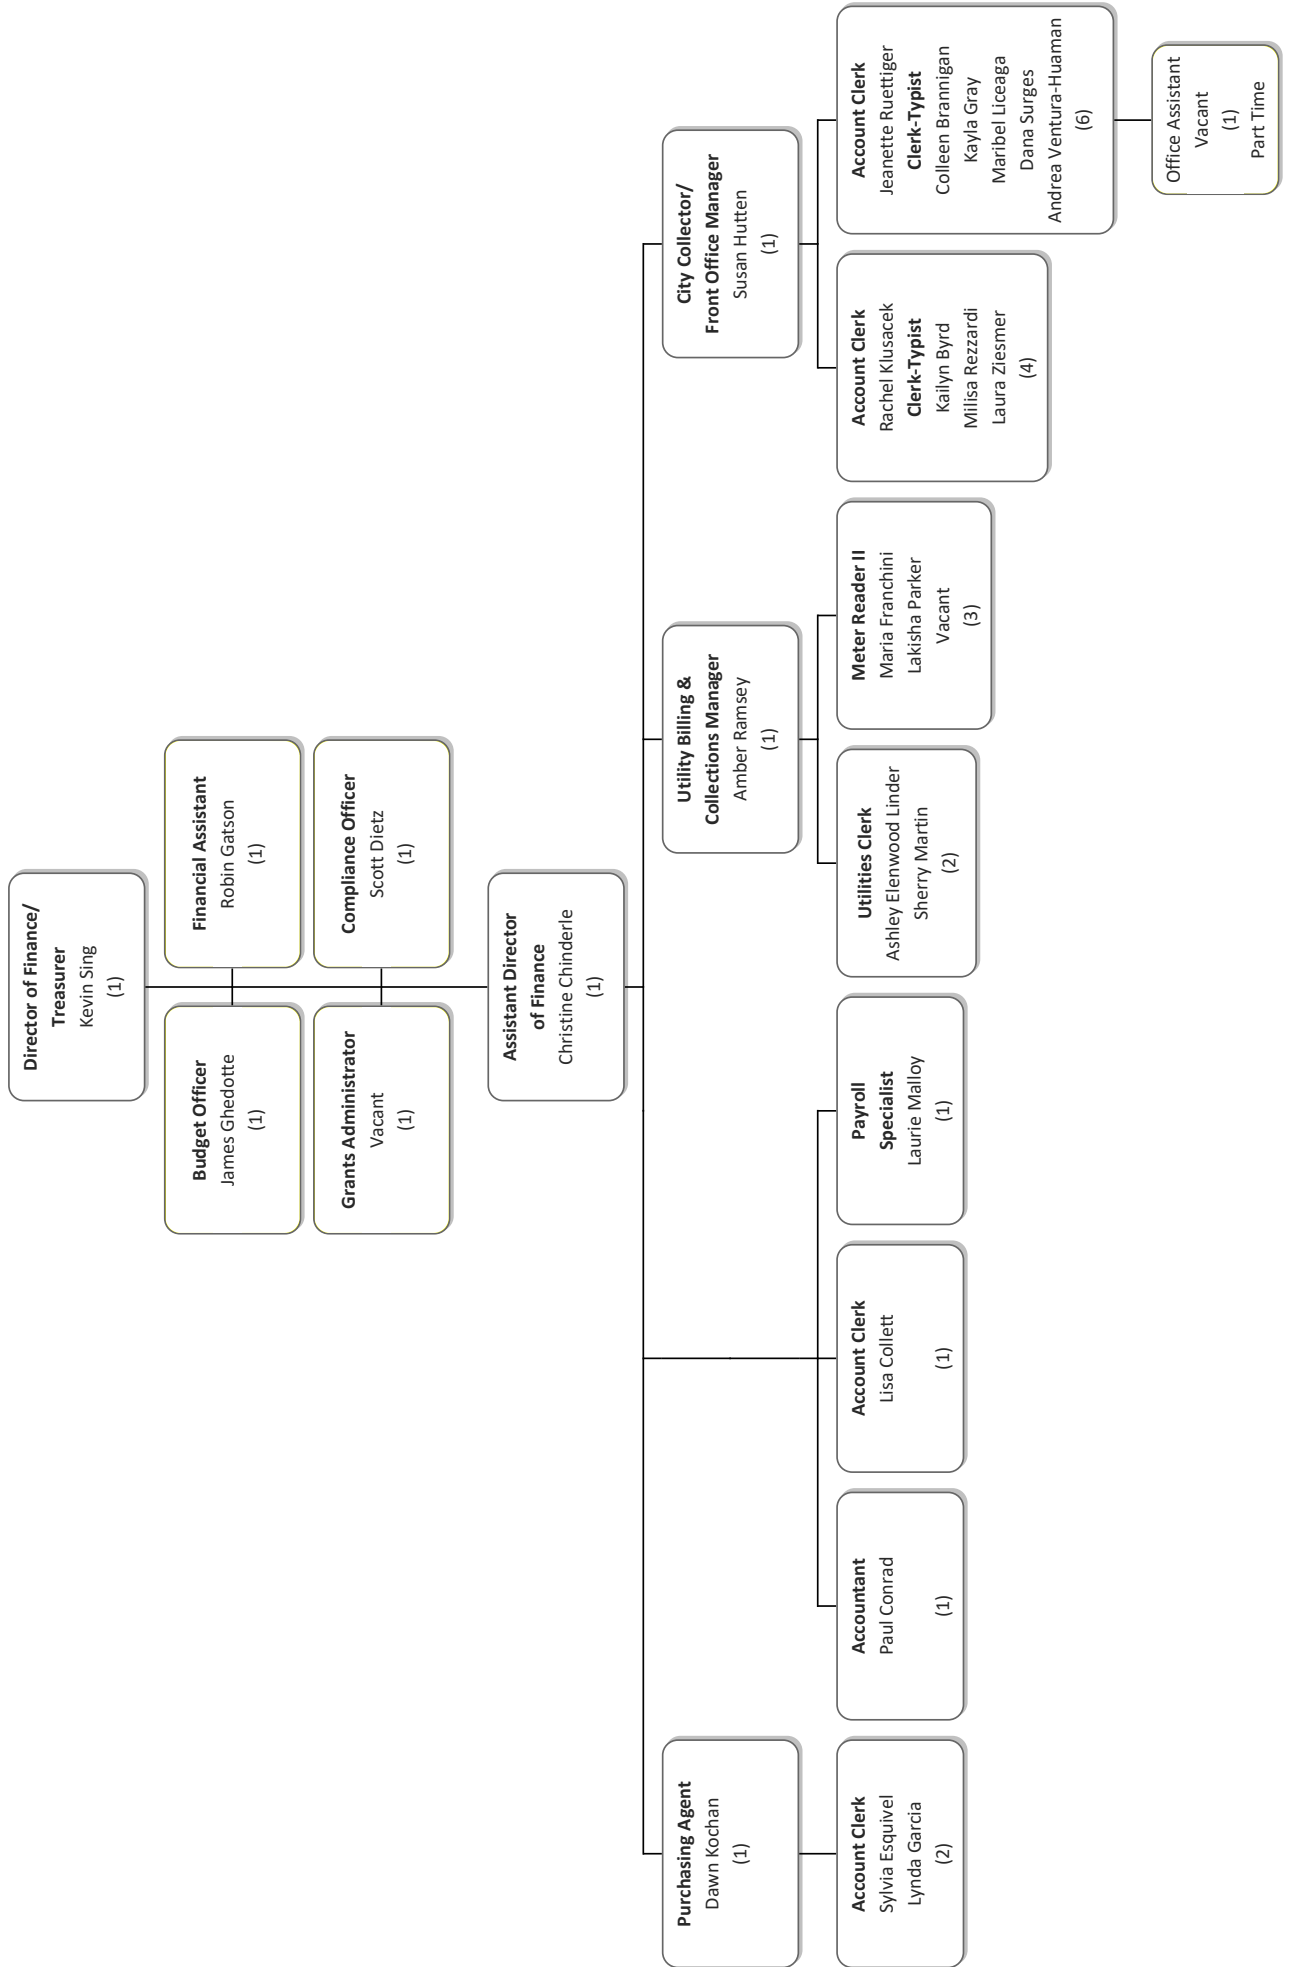 Director of Finance/
Treasurer
Kevin Sing
(1)
Budget Officer
James Ghedotte
(1)
Financial Assistant
Robin Gatson
(1)
Grants Administrator
Vacant
(1)
Compliance Officer
Scott Dietz
(1)
Assistant Director
of Finance
Christine Chinderle
(1)
Purchasing Agent
Dawn Kochan
(1)
Utility Billing &
Collections Manager
Amber Ramsey
(1)
City Collector/
Front Office Manager
Susan Hutten
(1)
Account Clerk
Sylvia Esquivel
Lynda Garcia
(2)
Accountant
Paul Conrad
(1)
Account Clerk
Lisa Collett
(1)
Payroll
Specialist
Laurie Malloy
(1)
Utilities Clerk
Ashley Elenwood Linder
Sherry Martin
(2)
Meter Reader II
Maria Franchini
Lakisha Parker
Vacant
(3)
Account Clerk
Rachel Klusacek
Clerk-Typist
Kailyn Byrd
Milisa Rezzardi
Laura Ziesmer
(4)
Account Clerk
Jeanette Ruettiger
Clerk-Typist
Colleen Brannigan
Kayla Gray
Maribel Liceaga
Dana Surges
Andrea Ventura-Huaman
(6)
Office Assistant
Vacant
(1)
Part Time